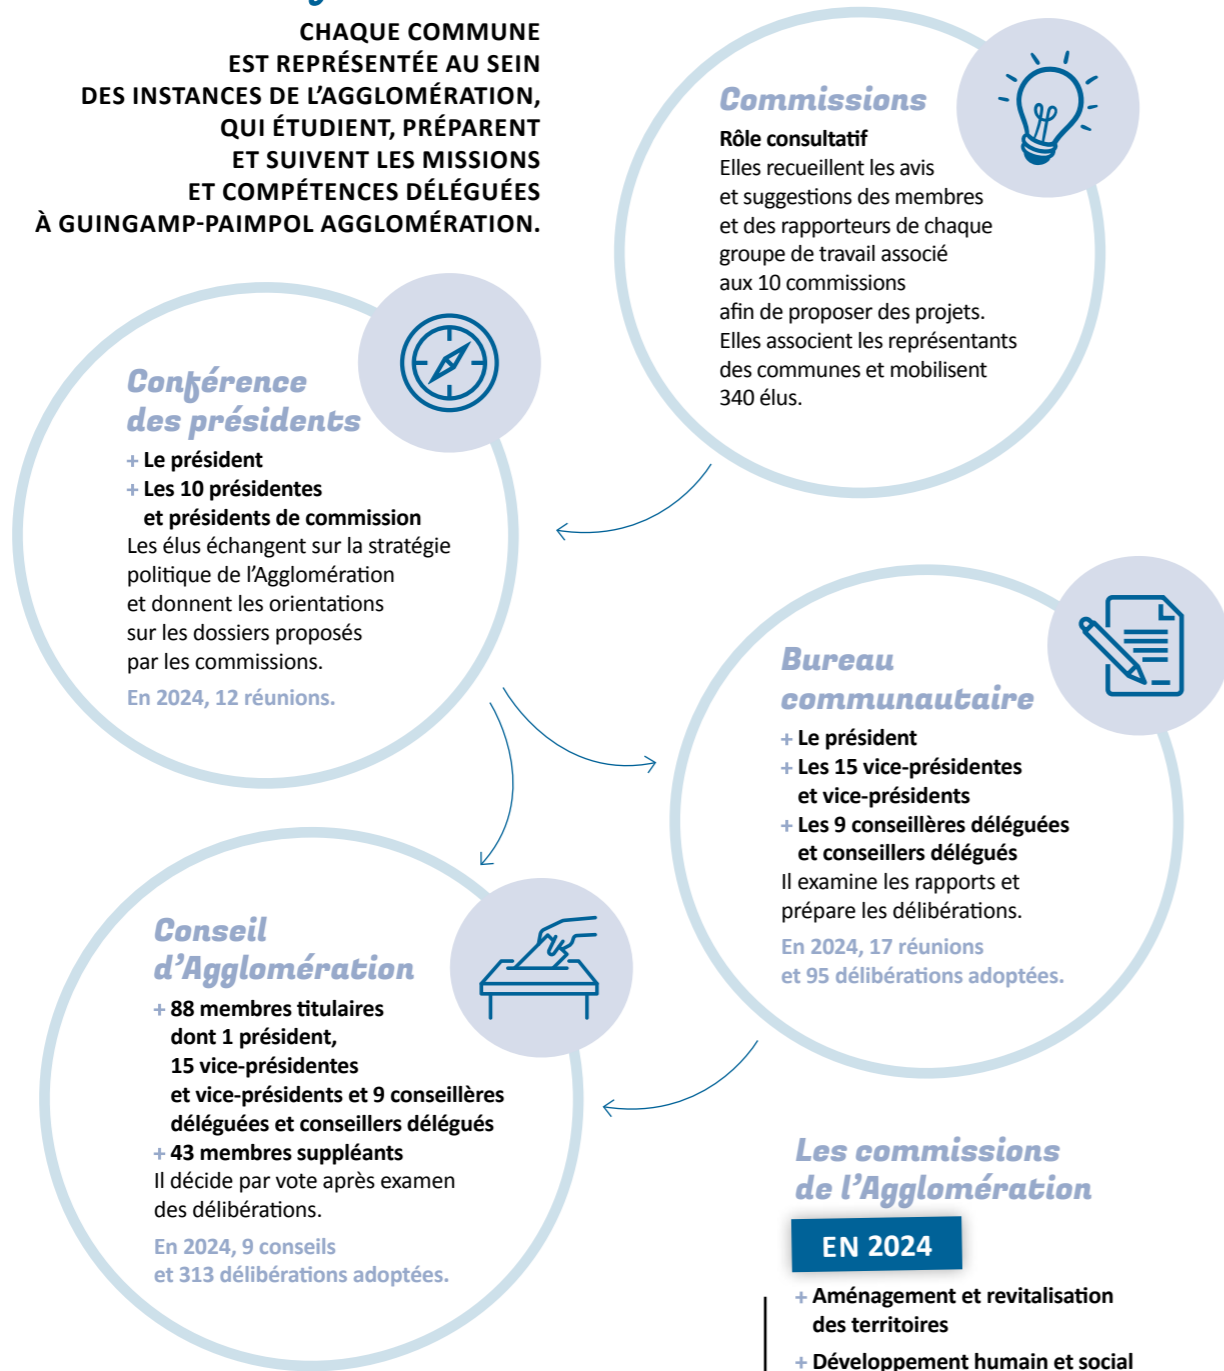 CHAQUE COMMUNE
EST REPRÉSENTÉE AU SEIN
DES INSTANCES DE L’AGGLOMÉRATION,
QUI ÉTUDIENT, PRÉPARENT
ET SUIVENT LES MISSIONS
ET COMPÉTENCES DÉLÉGUÉES
À GUINGAMP-PAIMPOL AGGLOMÉRATION.
Commissions
Rôle consultatif
Elles recueillent les avis
et suggestions des membres
et des rapporteurs de chaque
groupe de travail associé
aux 10 commissions
afin de proposer des projets.
Elles associent les représentants
des communes et mobilisent
340 élus.
Conférence
des présidents
+ Le président
+ Les 10 présidentes
et présidents de commission
Les élus échangent sur la stratégie
politique de l’Agglomération
et donnent les orientations
sur les dossiers proposés
par les commissions.
En 2024, 12 réunions.
Bureau
communautaire
+ Le président
+ Les 15 vice-présidentes
et vice-présidents
+ Les 9 conseillères déléguées
et conseillers délégués
Il examine les rapports et
prépare les délibérations.
En 2024, 17 réunions
et 95 délibérations adoptées.
Conseil
d’Agglomération
+ 88 membres titulaires
dont 1 président,
15 vice-présidentes
et vice-présidents et 9 conseillères
déléguées et conseillers délégués
+ 43 membres suppléants
Il décide par vote après examen
des délibérations.
En 2024, 9 conseils
et 313 délibérations adoptées.
Les commissions
de l’Agglomération
EN 2024
+ Aménagement et revitalisation
des territoires
+ Développement humain et social